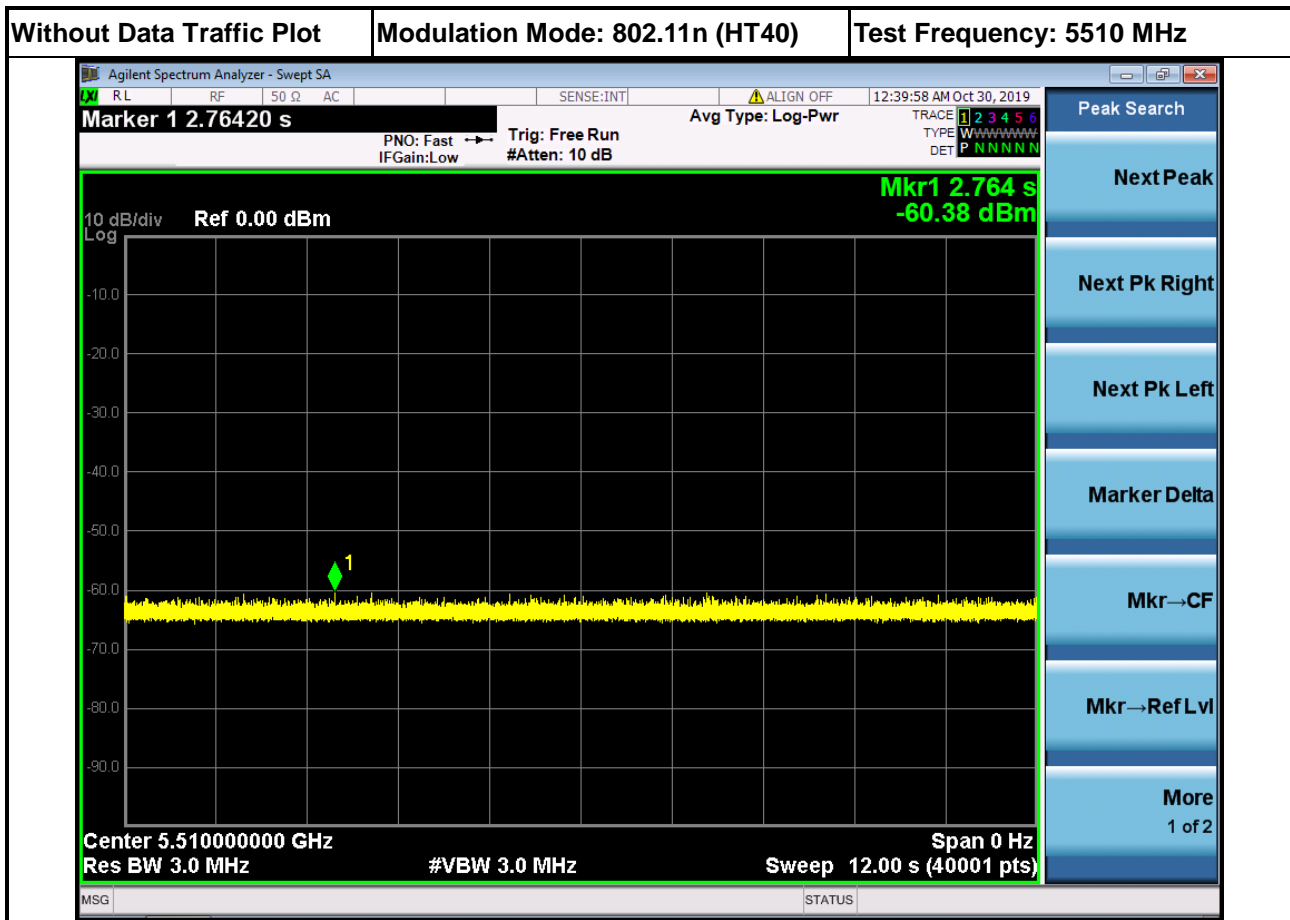 Without Data Traffic Plot Modulation Mode: 802.11n (HT40) Test Frequency: 5510 MHz
Agilent Spectrum Analyzer - Swept SA
LXI RL RF 50 Ω AC SENSE:INT ALIGN OFF 12:39:58 AM Oct 30, 2019
Marker 1 2.76420 s
PNO: Fast
IFGain:Low
Trig: Free Run
#Atten: 10 dB
Avg Type: Log-Pwr
TRACE 1 2 3 4 5 6
TYPE WWWWWW
DET P N N N N N
Peak Search
Mkr1 2.764 s
-60.38 dBm
10 dB/div Ref 0.00 dBm
Log
-10.0
-20.0
-30.0
-40.0
-50.0
-60.0
-70.0
-80.0
-90.0
1
Center 5.510000000 GHz Span 0 Hz
Res BW 3.0 MHz #VBW 3.0 MHz Sweep 12.00 s (40001 pts)
MSG STATUS
Next Peak
Next Pk Right
Next Pk Left
Marker Delta
Mkr→CF
Mkr→Ref Lvl
More
1 of 2